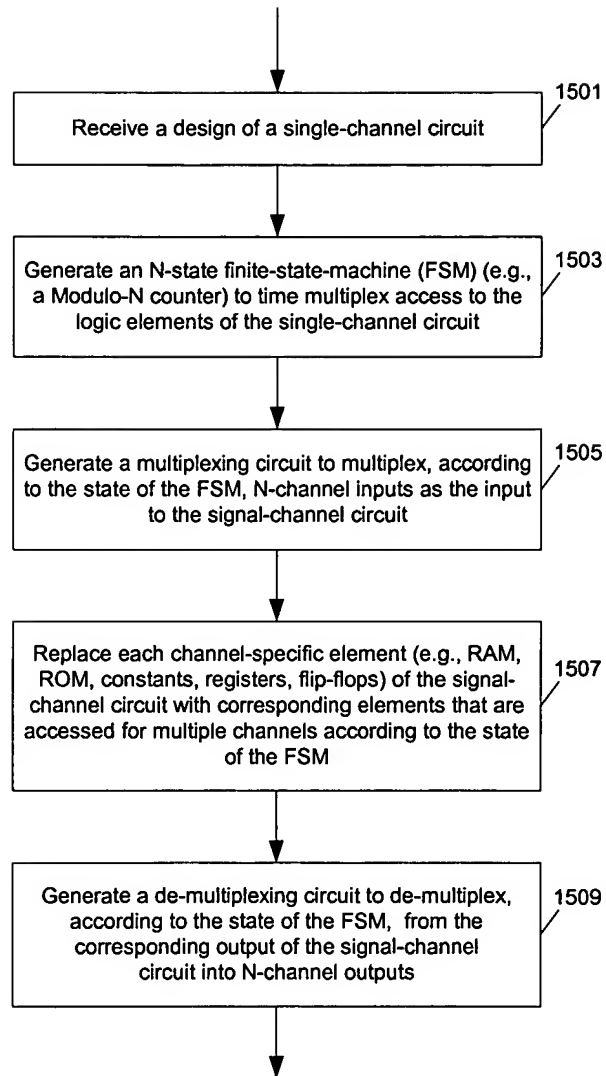 1501
Receive a design of a single-channel circuit
1503
Generate an N-state finite-state-machine (FSM) (e.g.,
a Modulo-N counter) to time multiplex access to the
logic elements of the single-channel circuit
1505
Generate a multiplexing circuit to multiplex, according
to the state of the FSM, N-channel inputs as the input
to the signal-channel circuit
1507
Replace each channel-specific element (e.g., RAM,
ROM, constants, registers, flip-flops) of the signal-
channel circuit with corresponding elements that are
accessed for multiple channels according to the state
of the FSM
1509
Generate a de-multiplexing circuit to de-multiplex,
according to the state of the FSM, from the
corresponding output of the signal-channel
circuit into N-channel outputs